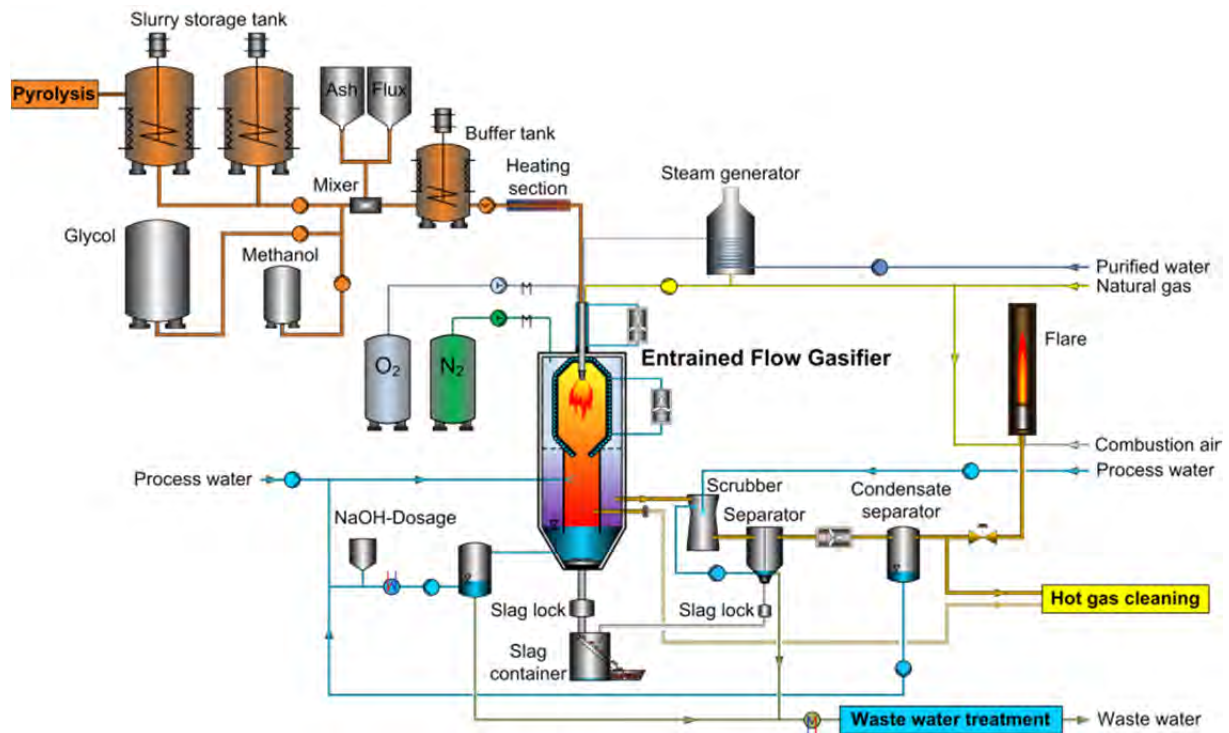 Slurry storage tank
Pyrolysis
Ash
Flux
Buffer tank
Mixer
Heating
section
Steam generator
Glycol
Methanol
Purified water
Natural gas
O2
N2
Entrained Flow Gasifier
Flare
Combustion air
Process water
Process water
Scrubber
Separator
Condensate
separator
NaOH-Dosage
Slag lock
Slag lock
Hot gas cleaning
Slag
container
Waste water treatment
Waste water